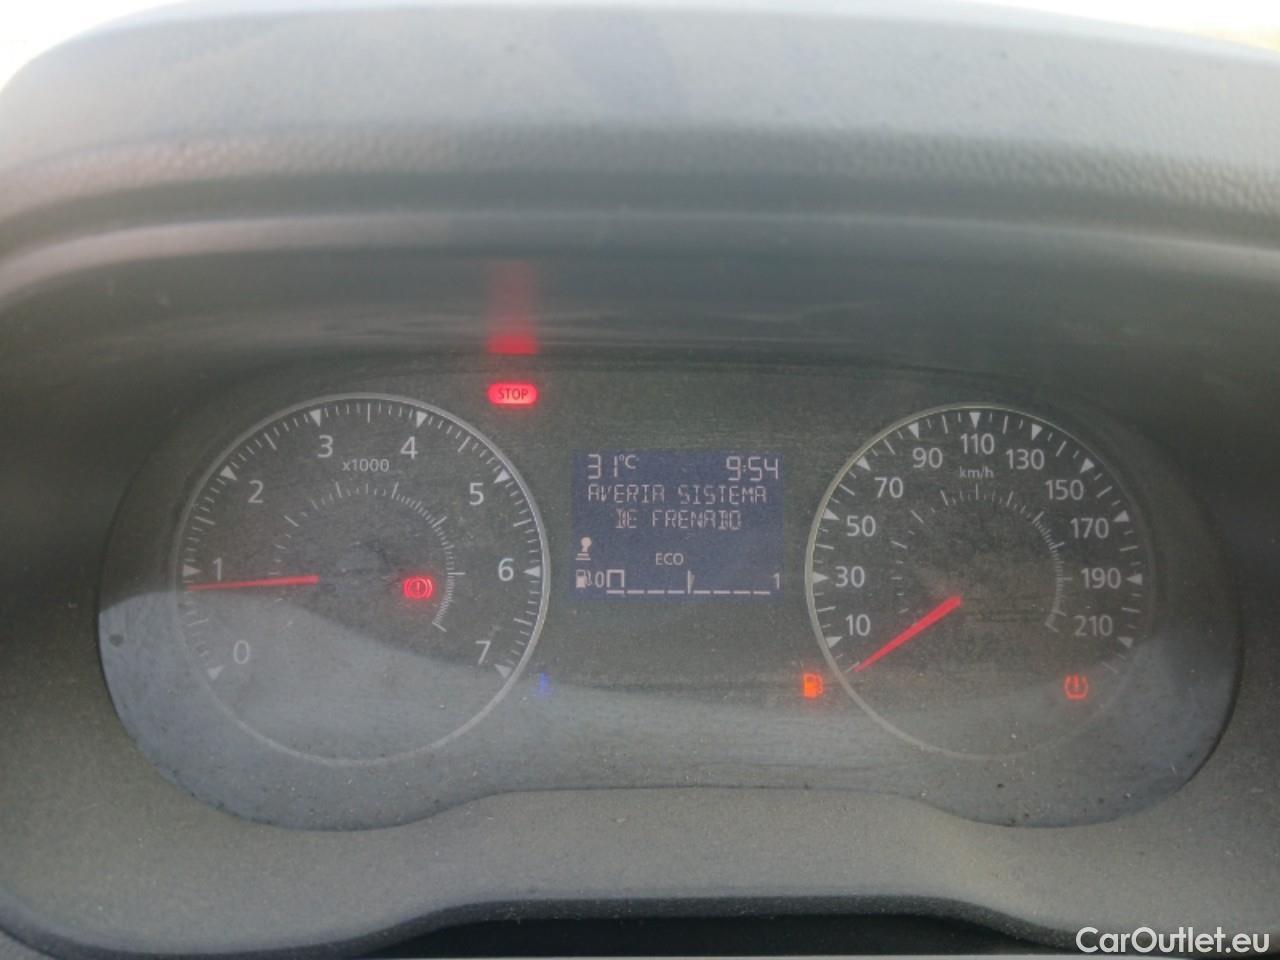 STOP
31°C 9:54
AVERIA SISTEMA
DE FRENADO
ECO
0 1
0 1 2 3 4 5 6 7
x1000
10 30 50 70 90 110 130 150 170 190 210
km/h
CarOutlet.eu